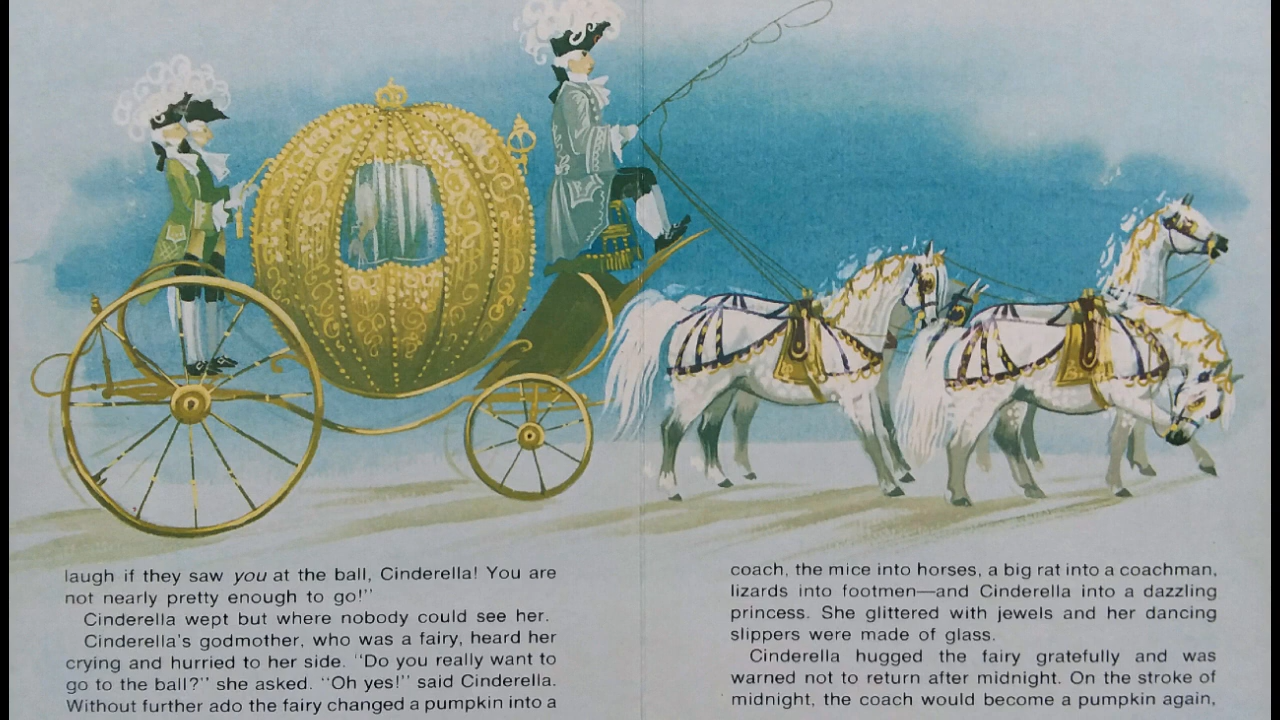 laugh if they saw you at the ball, Cinderella! You are
not nearly pretty enough to go!"
Cinderella wept but where nobody could see her.
Cinderella's godmother, who was a fairy, heard her
crying and hurried to her side. "Do you really want to
go to the ball?" she asked. "Oh yes!" said Cinderella.
Without further ado the fairy changed a pumpkin into a
coach, the mice into horses, a big rat into a coachman,
lizards into footmen—and Cinderella into a dazzling
princess. She glittered with jewels and her dancing
slippers were made of glass.
Cinderella hugged the fairy gratefully and was
warned not to return after midnight. On the stroke of
midnight, the coach would become a pumpkin again,